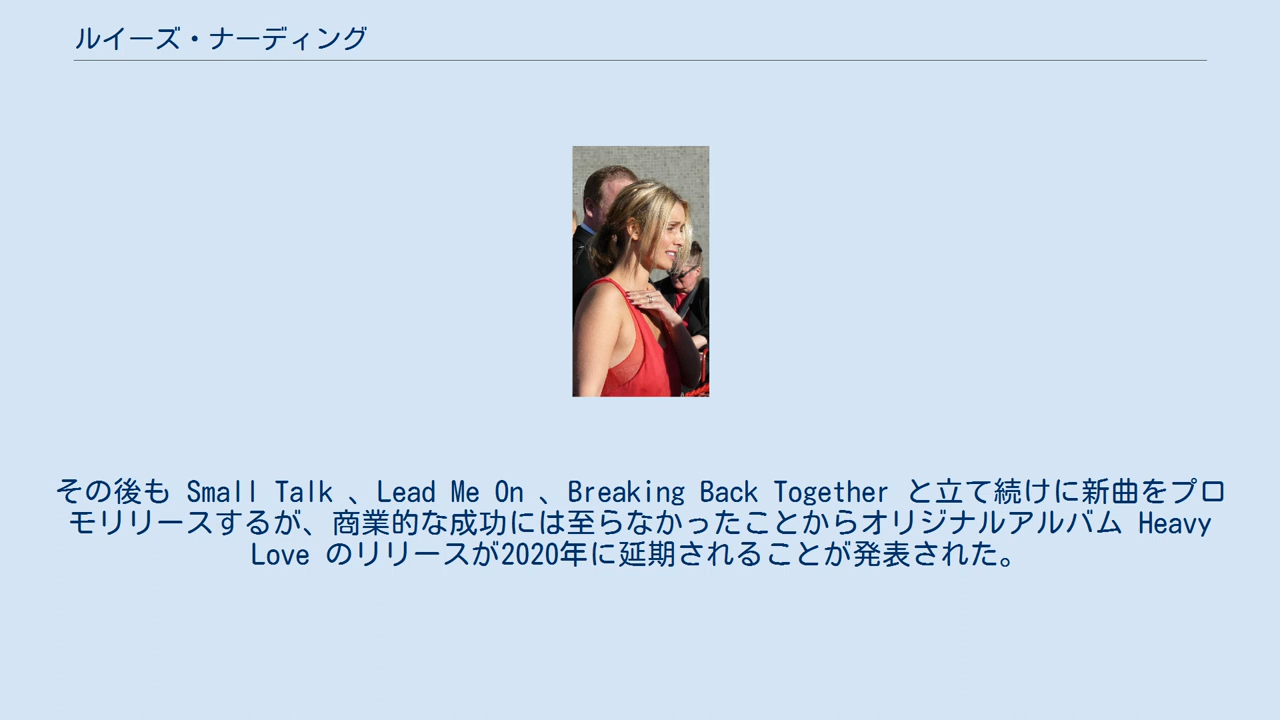 ルイーズ・ナーディング
その後も Small Talk 、Lead Me On 、Breaking Back Together と立て続けに新曲をプロ
モリリースするが、商業的な成功には至らなかったことからオリジナルアルバム Heavy
Love のリリースが2020年に延期されることが発表された。